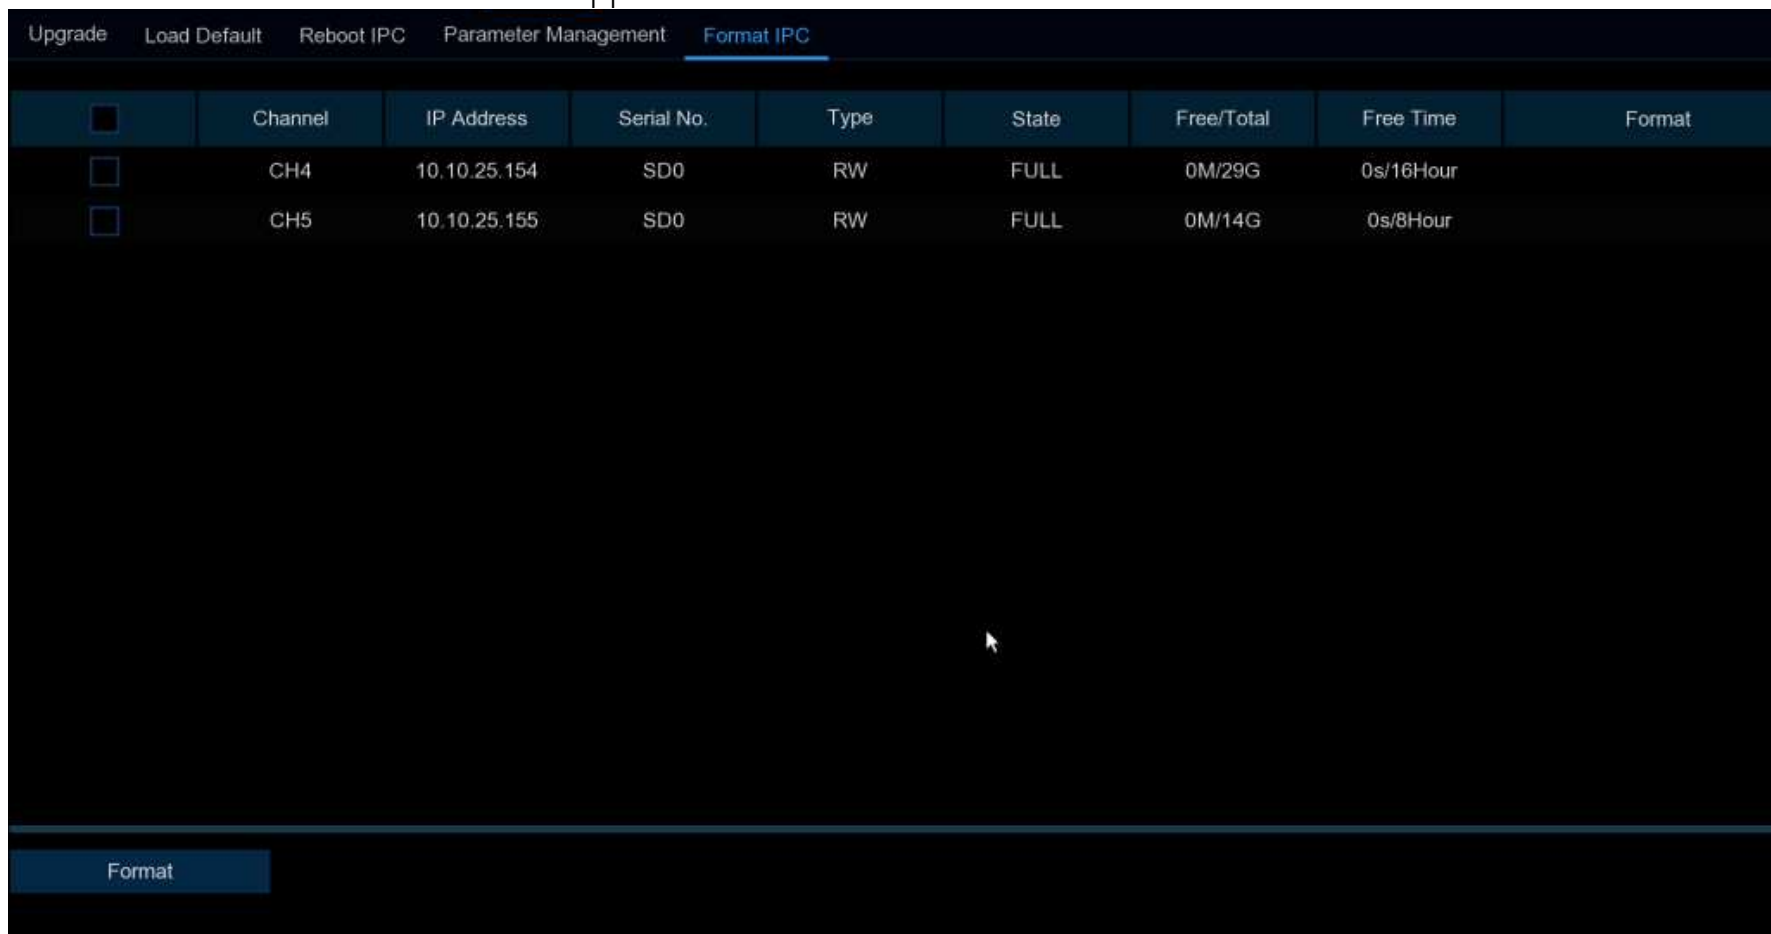 Upgrade Load Default Reboot IPC Parameter Management Format IPC
Channel IP Address Serial No. Type State Free/Total Free Time Format
CH4 10.10.25.154 SD0 RW FULL 0M/29G 0s/16Hour
CH5 10.10.25.155 SD0 RW FULL 0M/14G 0s/8Hour
Format